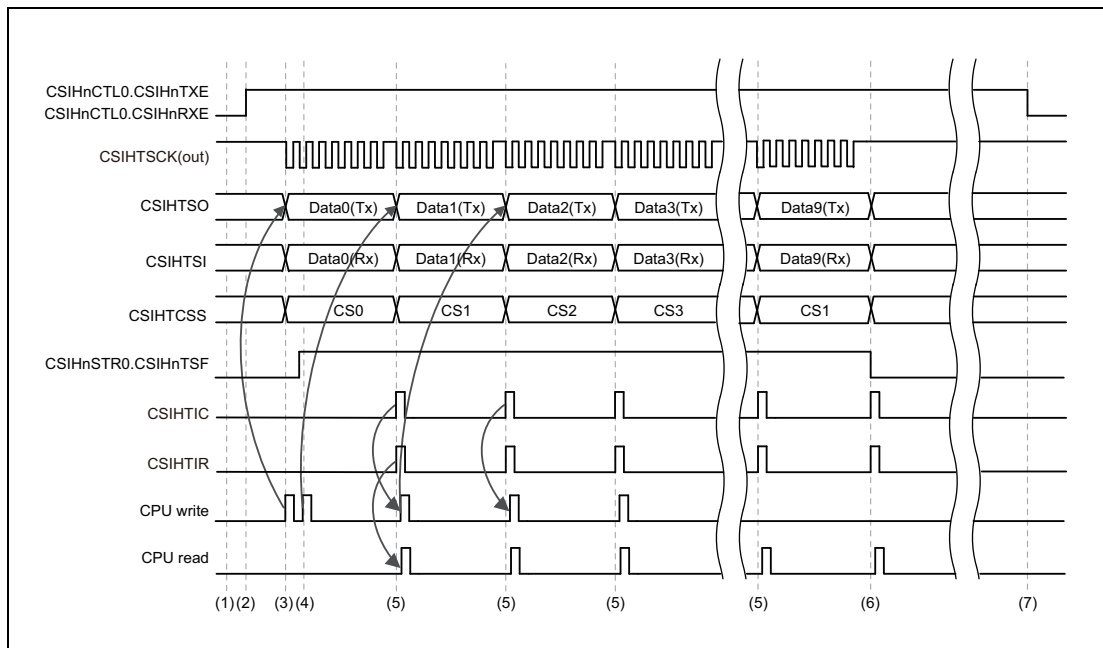 CSIHnCTL0.CSIHnTXE
CSIHnCTL0.CSIHnRXE
CSIHTSCK(out)
CSIHTSO Data0(Tx) Data1(Tx) Data2(Tx) Data3(Tx) Data9(Tx)
CSIHTSI Data0(Rx) Data1(Rx) Data2(Rx) Data3(Rx) Data9(Rx)
CSIHTCSS CS0 CS1 CS2 CS3 CS1
CSIHnSTR0.CSIHnTSF
CSIHTIC
CSIHTIR
CPU write
CPU read
(1) (2) (3) (4) (5) (5) (5) (5) (6) (7)